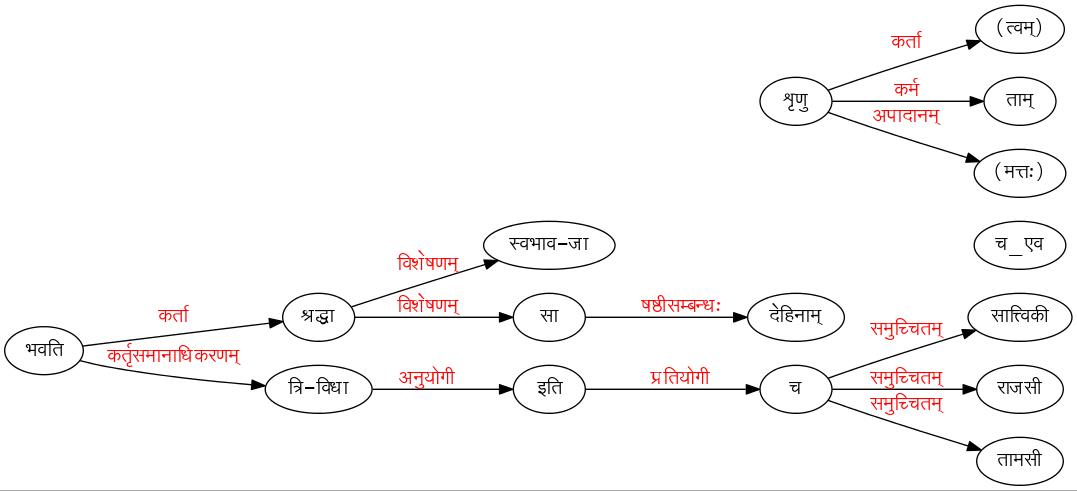 (त्वम्)
कर्ता
शृणु
कर्म
ताम्
अपादानम्
(मत्तः)
स्वभाव-जा
च_एव
विशेषणम्
कर्ता
श्रद्धा
विशेषणम्
सा
षष्ठीसम्बन्धः
देहिनाम्
सात्त्विकी
समुच्चितम्
भवति
कर्तृसमानाधिकरणम्
त्रि-विधा
अनुयोगी
इति
प्रतियोगी
च
समुच्चितम्
राजसी
समुच्चितम्
तामसी